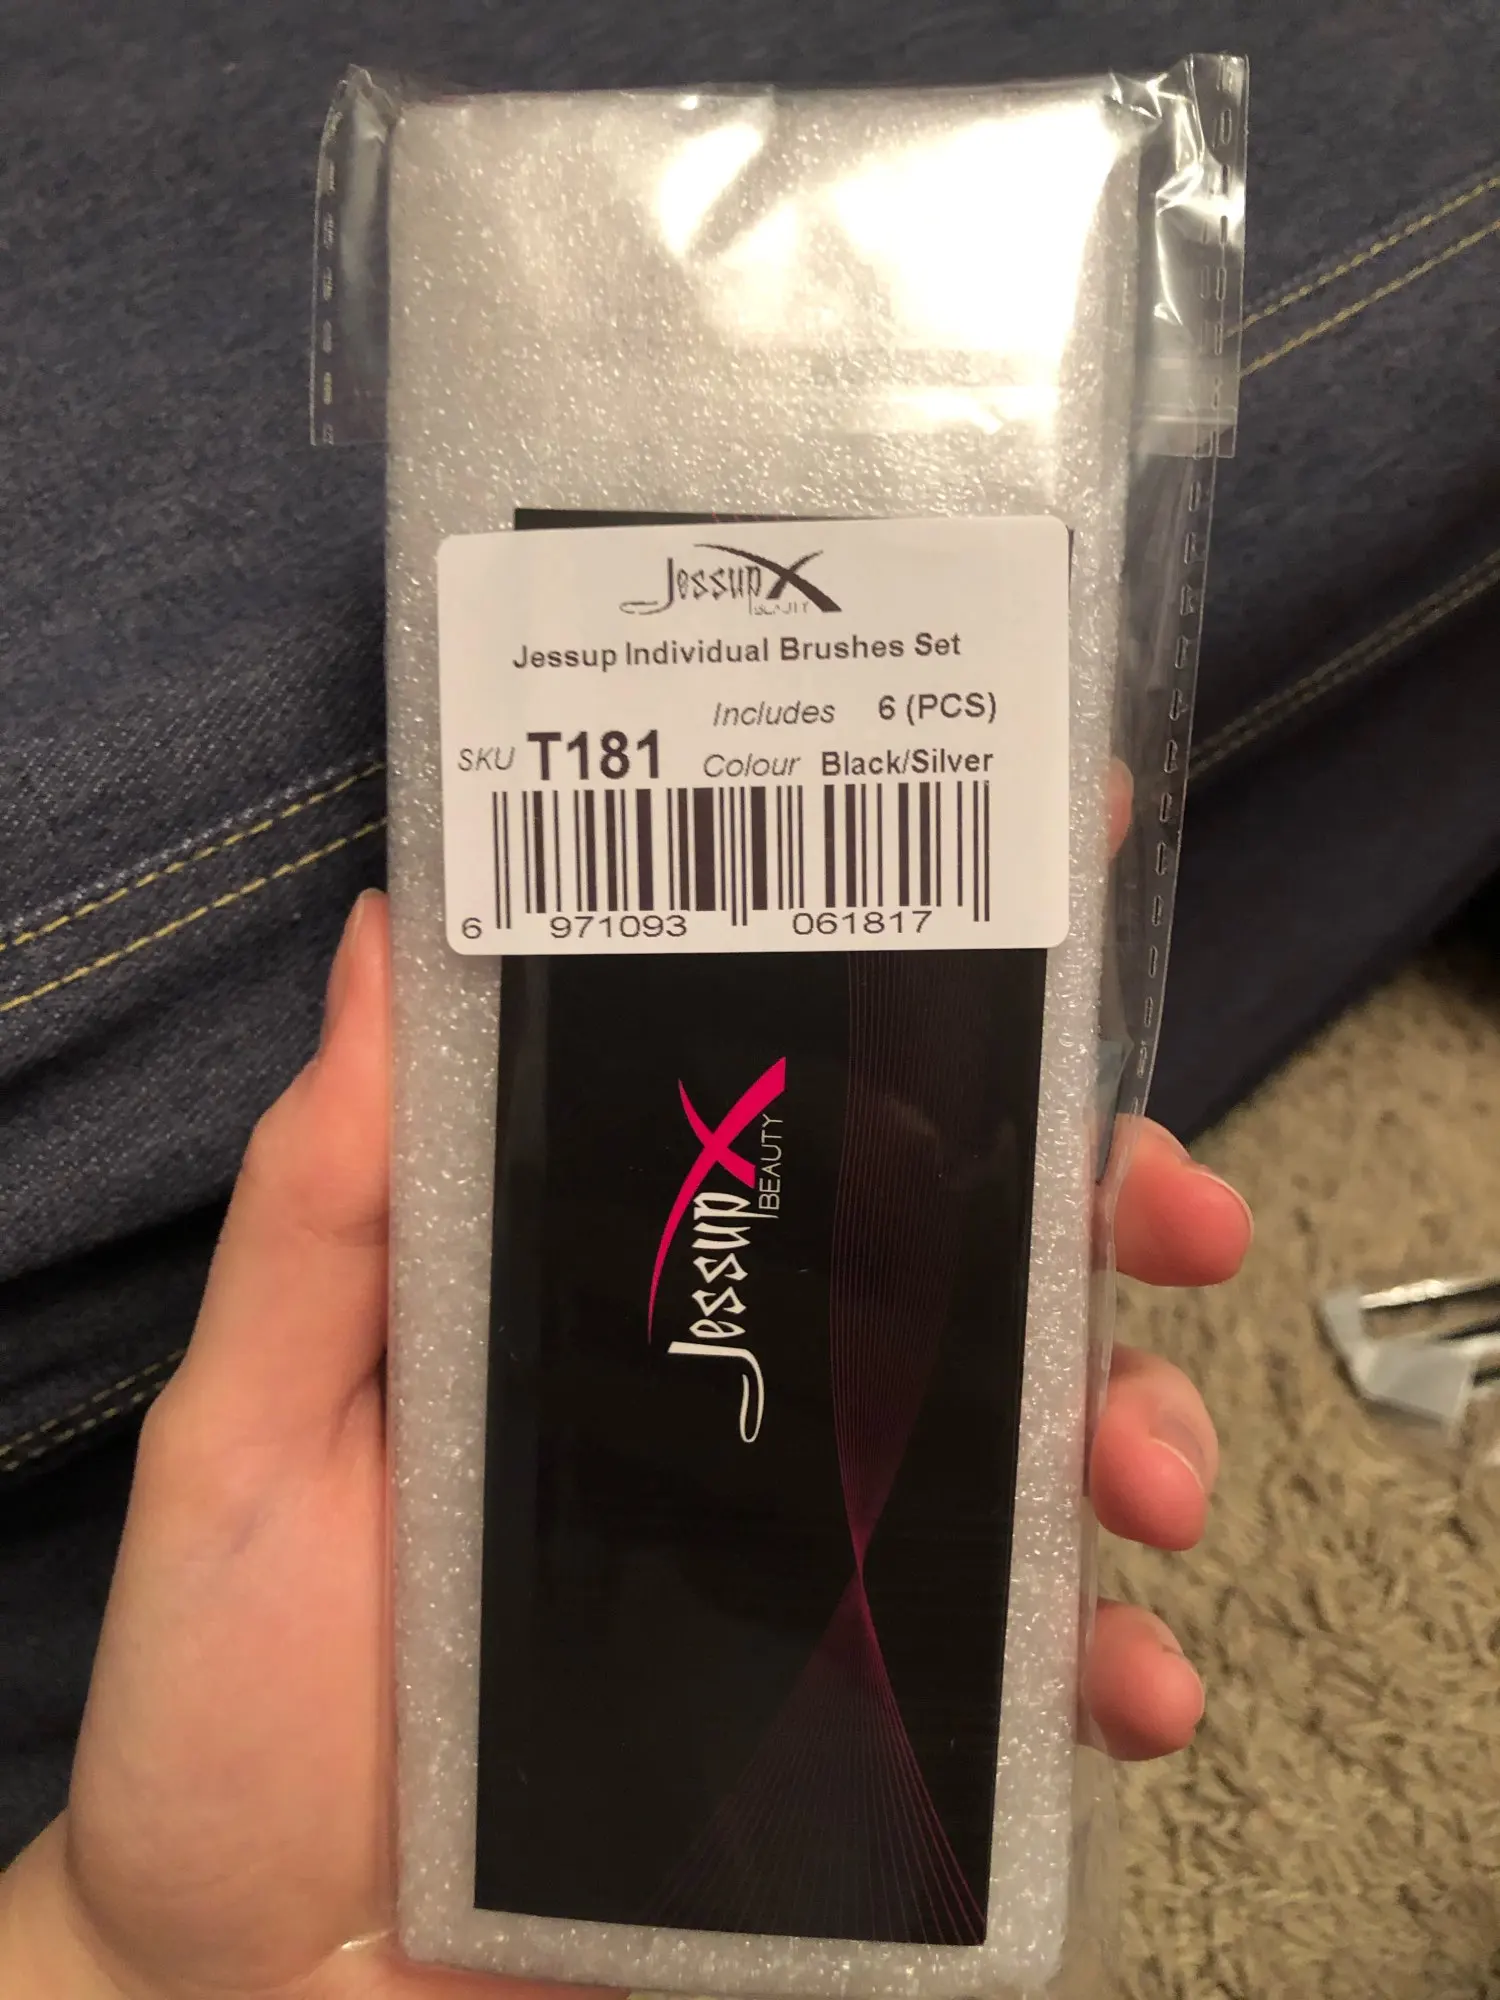 Jessup
BEAUTY
Jessup Individual Brushes Set
Includes 6 (PCS)
SKU T181 Colour Black/Silver
6 971093 061817
Jessup
BEAUTY